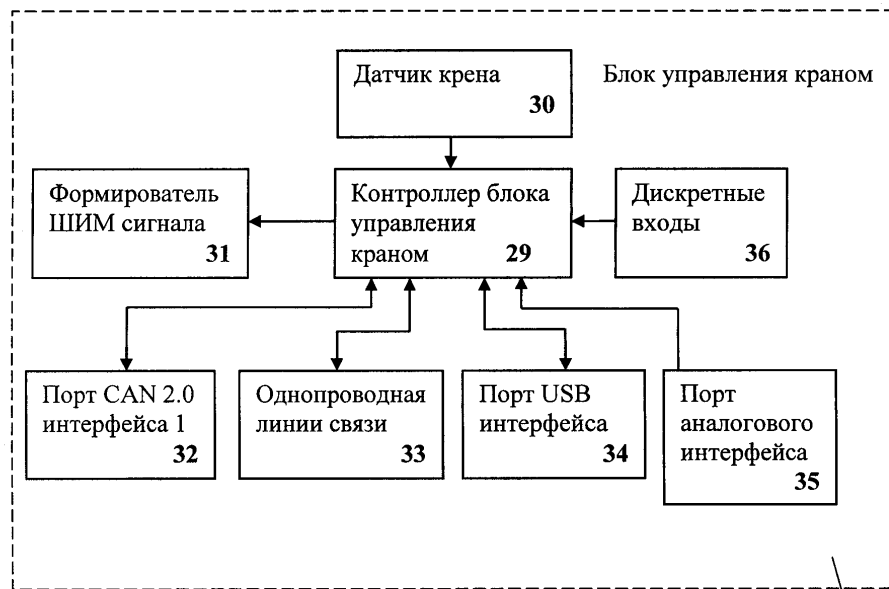 Датчик крена
30
Блок управления краном
Формирователь
ШИМ сигнала
31
Контроллер блока
управления
краном 29
Дискретные
входы
36
Порт CAN 2.0
интерфейса 1
32
Однопроводная
линии связи
33
Порт USB
интерфейса
34
Порт
аналогового
интерфейса
35